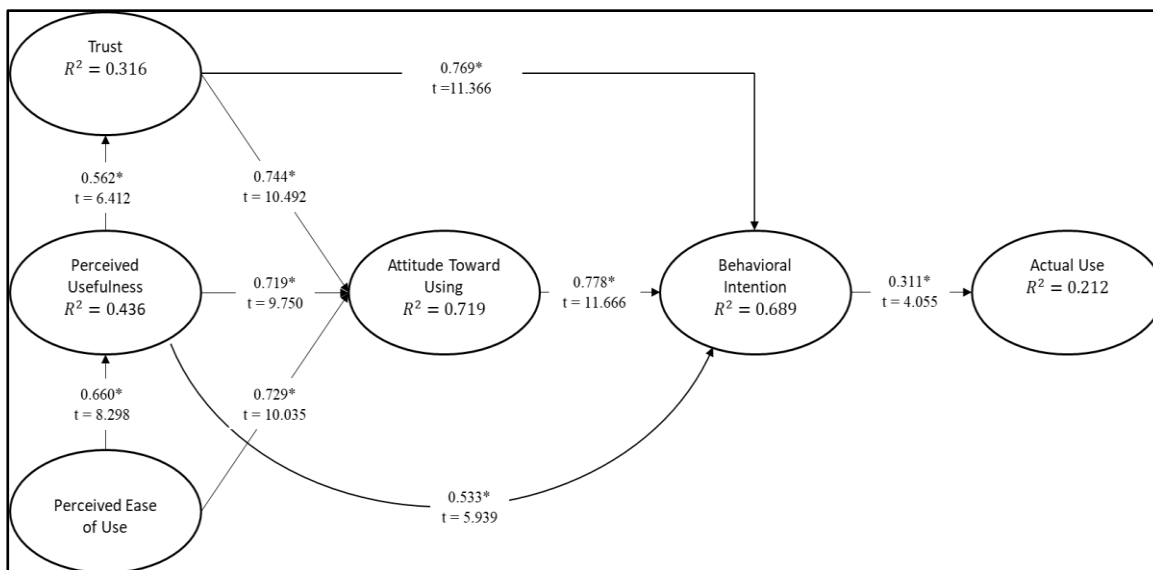 Trust
R² = 0.316
0.769*
t =11.366
0.562*
t = 6.412
0.744*
t = 10.492
Perceived
Usefulness
R² = 0.436
0.719*
t = 9.750
Attitude Toward
Using
R² = 0.719
0.778*
t = 11.666
Behavioral
Intention
R² = 0.689
0.311*
t = 4.055
Actual Use
R² = 0.212
0.660*
t = 8.298
0.729*
t = 10.035
Perceived Ease
of Use
0.533*
t = 5.939